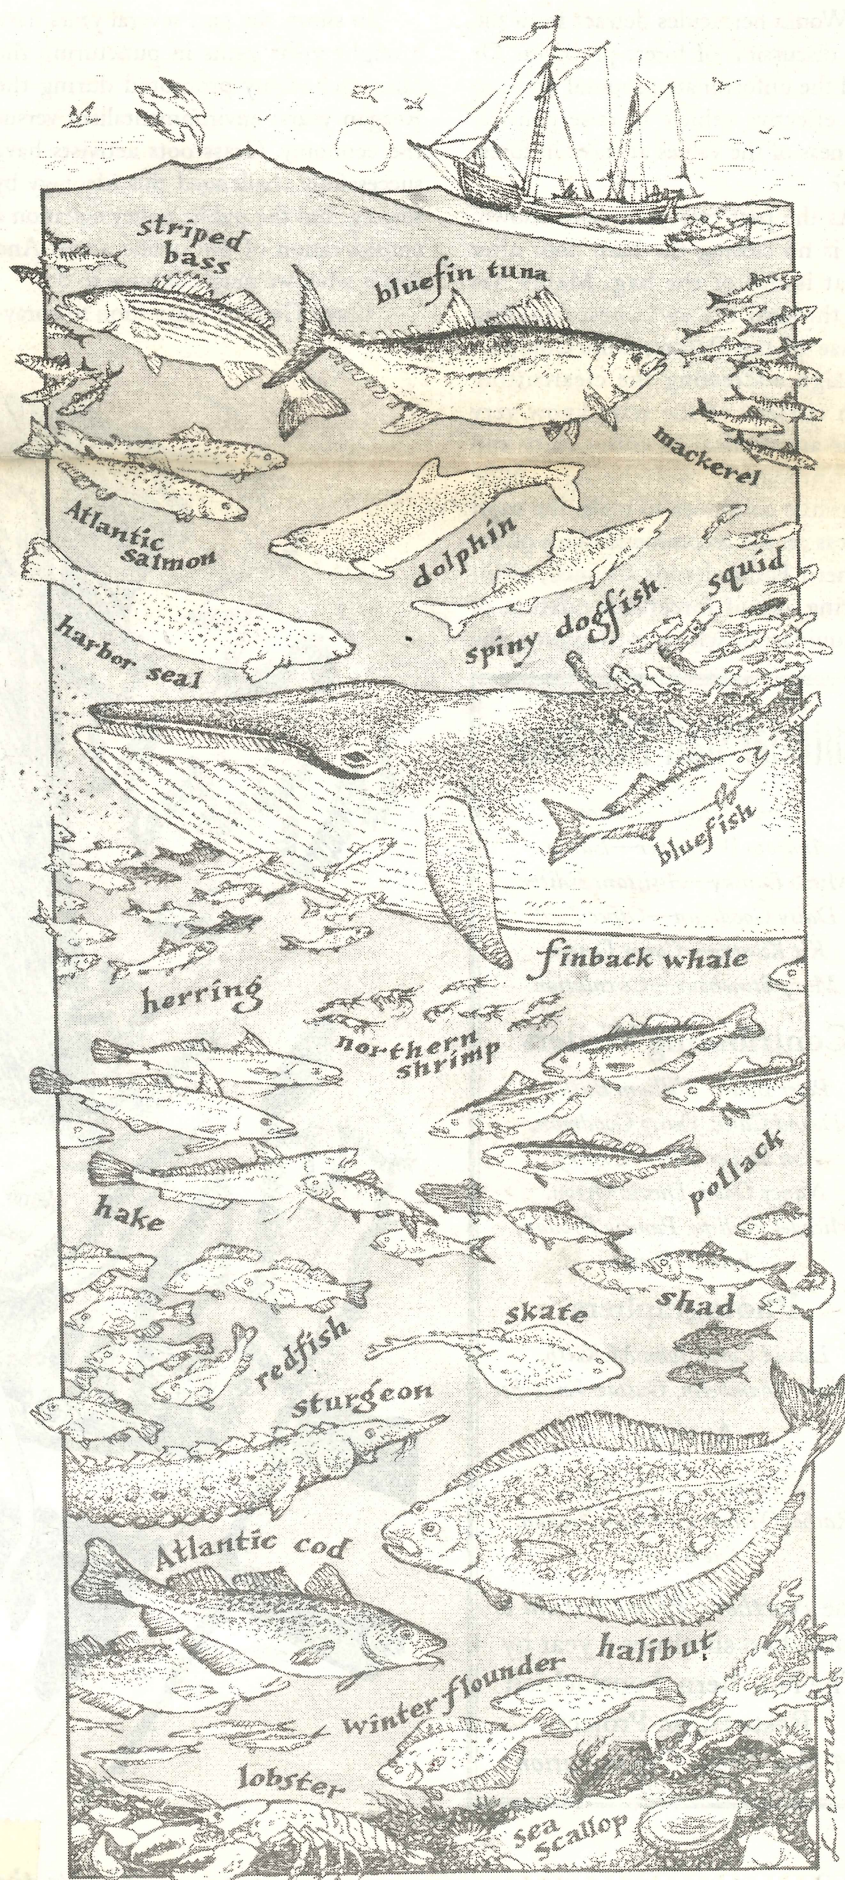 striped
bass
bluefin tuna
mackerel
Atlantic
salmon
dolphin
squid
spiny dogfish
harbor seal
bluefish
finback whale
herring
northern
shrimp
pollack
hake
shad
skate
redfish
sturgeon
Atlantic cod
halibut
winter flounder
lobster
sea
scallop
Luoma